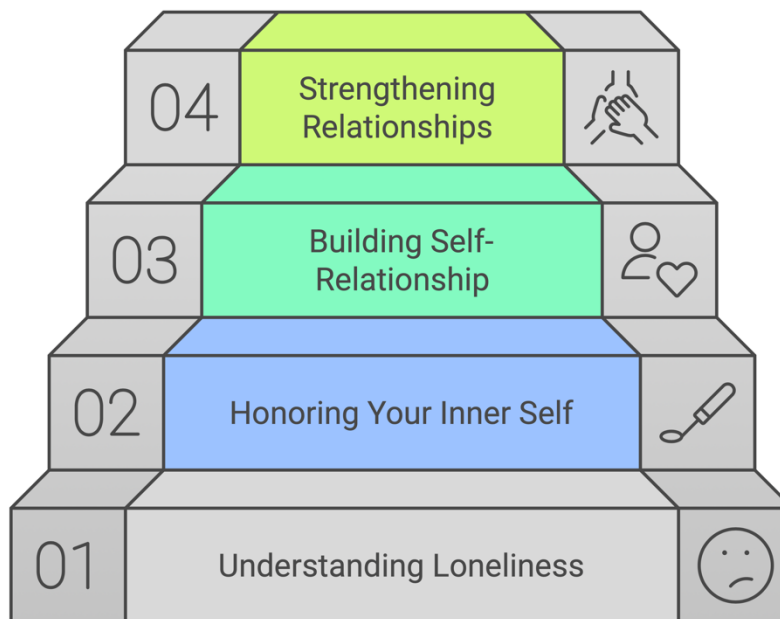 04
Strengthening
Relationships
03
Building Self-
Relationship
02
Honoring Your Inner Self
01
Understanding Loneliness